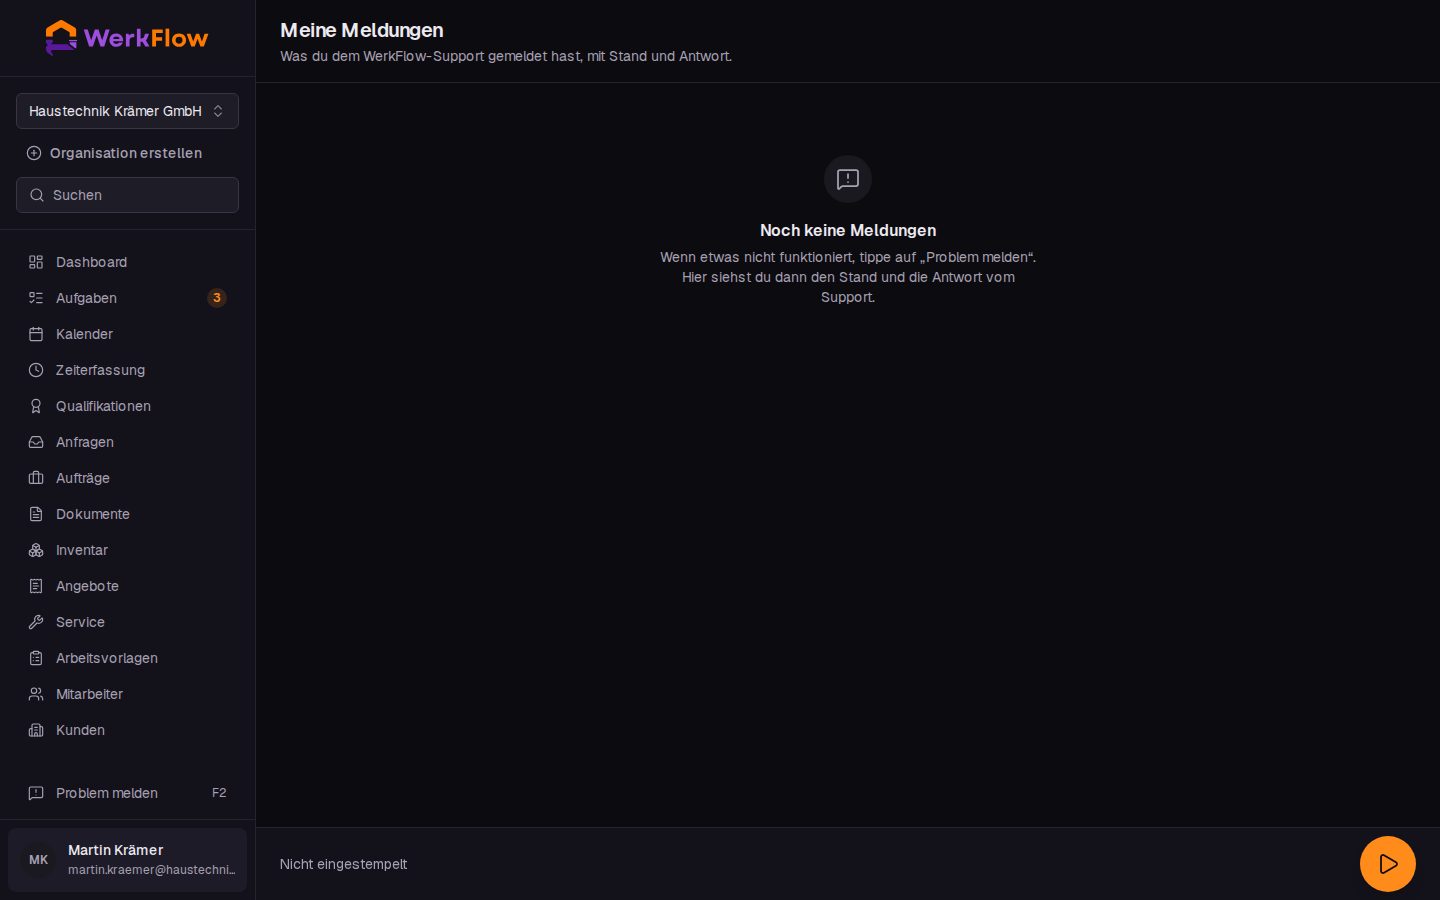 WerkFlow
Haustechnik Krämer GmbH
Organisation erstellen
Suchen
Dashboard
Aufgaben 3
Kalender
Zeiterfassung
Qualifikationen
Anfragen
Aufträge
Dokumente
Inventar
Angebote
Service
Arbeitsvorlagen
Mitarbeiter
Kunden
Problem melden F2
MK
Martin Krämer
martin.kraemer@haustechni...
Meine Meldungen
Was du dem WerkFlow-Support gemeldet hast, mit Stand und Antwort.
Noch keine Meldungen
Wenn etwas nicht funktioniert, tippe auf „Problem melden“.
Hier siehst du dann den Stand und die Antwort vom
Support.
Nicht eingestempelt